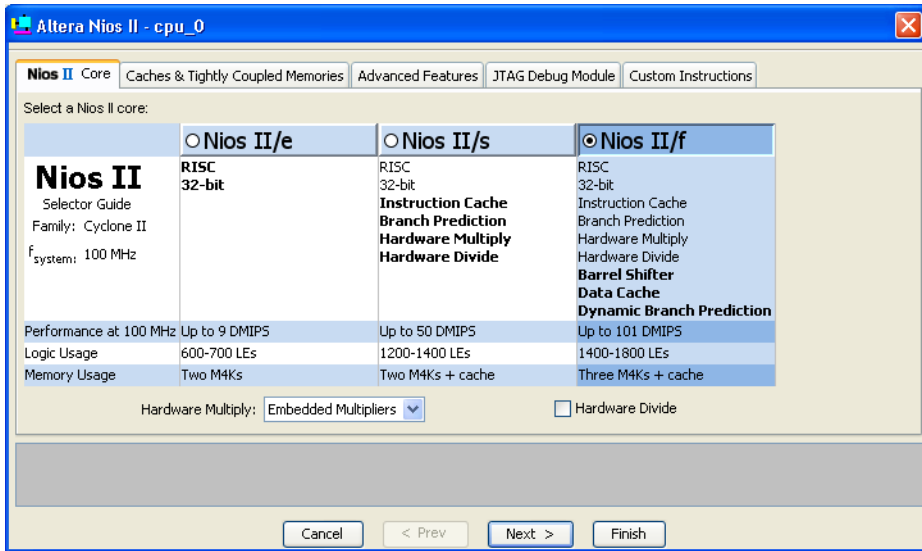 Altera Nios II - cpu_0
Nios II Core Caches & Tightly Coupled Memories Advanced Features JTAG Debug Module Custom Instructions
Select a Nios II core:
Nios II/e Nios II/s Nios II/f
Nios II
Selector Guide
Family: Cyclone II
fsystem: 100 MHz
RISC
32-bit
RISC
32-bit
Instruction Cache
Branch Prediction
Hardware Multiply
Hardware Divide
RISC
32-bit
Instruction Cache
Branch Prediction
Hardware Multiply
Hardware Divide
Barrel Shifter
Data Cache
Dynamic Branch Prediction
Performance at 100 MHz Up to 9 DMIPS Up to 50 DMIPS Up to 101 DMIPS
Logic Usage 600-700 LEs 1200-1400 LEs 1400-1800 LEs
Memory Usage Two M4Ks Two M4Ks + cache Three M4Ks + cache
Hardware Multiply: Embedded Multipliers Hardware Divide
Cancel < Prev Next > Finish